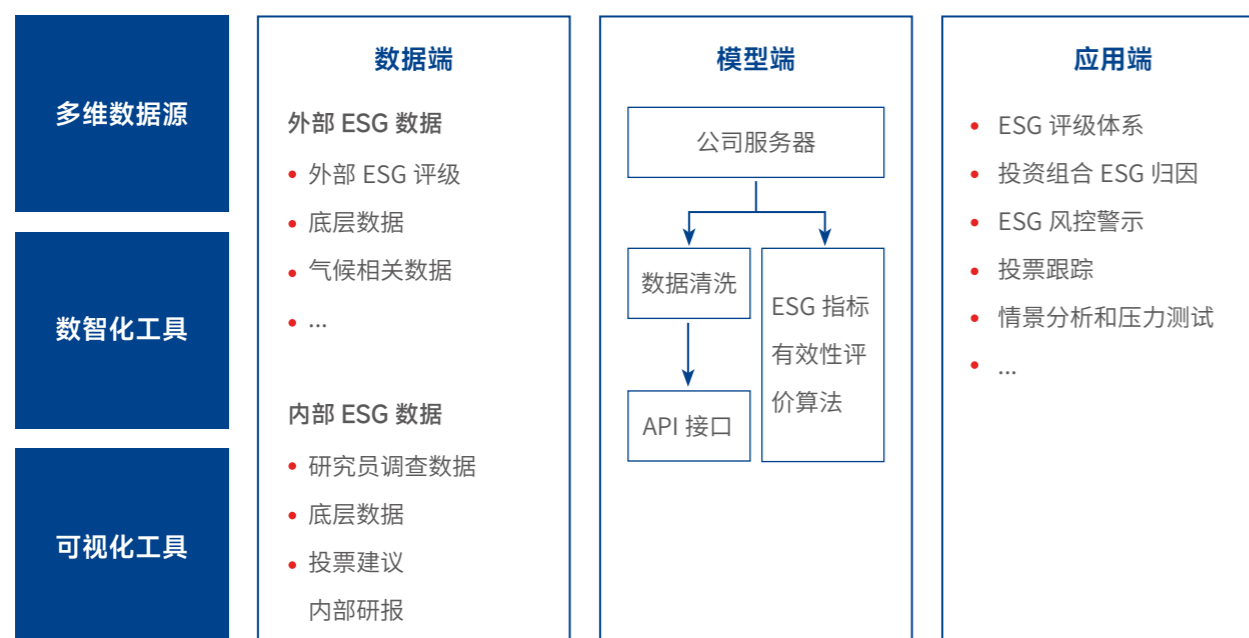 多维数据源
数智化工具
可视化工具
数据端
外部 ESG 数据
• 外部 ESG 评级
• 底层数据
• 气候相关数据
• ...
内部 ESG 数据
• 研究员调查数据
• 底层数据
• 投票建议
内部研报
模型端
公司服务器
数据清洗
API 接口
ESG 指标
有效性评
价算法
应用端
• ESG 评级体系
• 投资组合 ESG 归因
• ESG 风控警示
• 投票跟踪
• 情景分析和压力测试
• ...